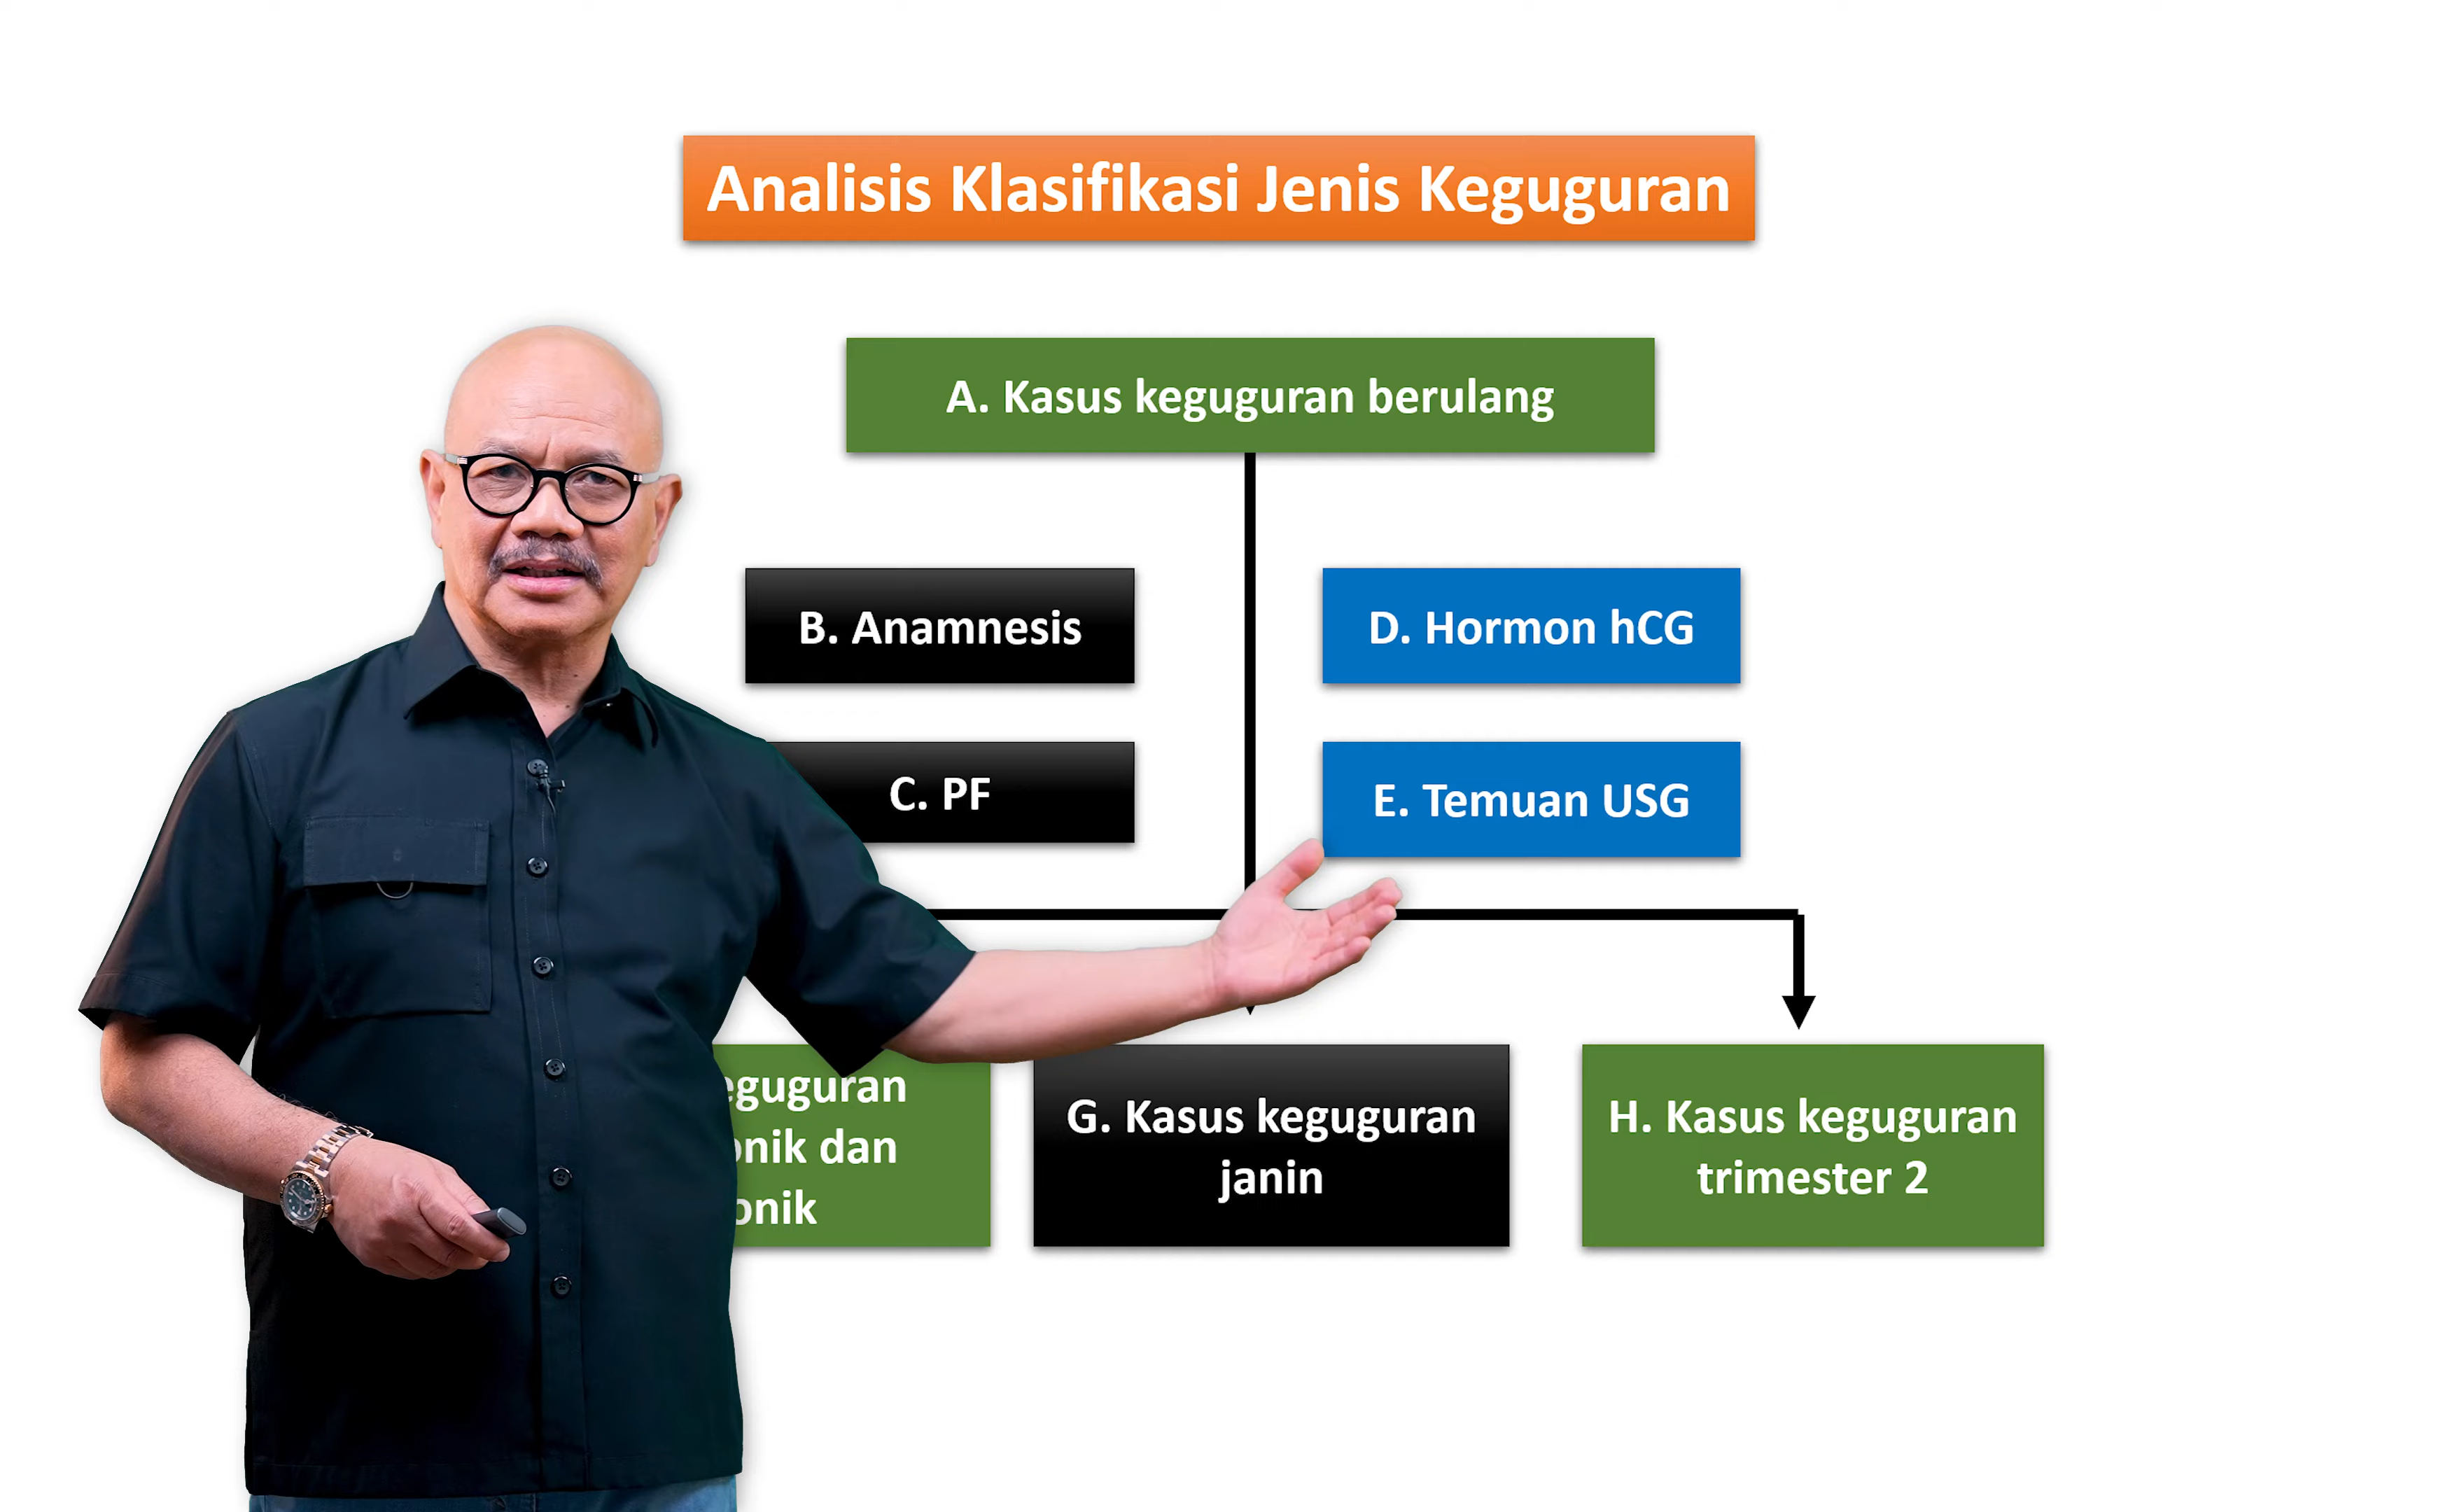 Analisis Klasifikasi Jenis Keguguran
A. Kasus keguguran berulang
B. Anamnesis
D. Hormon hCG
C. PF
E. Temuan USG
dan
G. Kasus keguguran
janin
H. Kasus keguguran
trimester 2